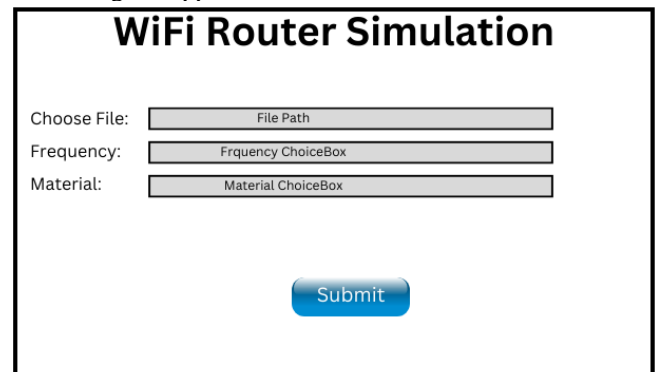 WiFi Router Simulation
Choose File: File Path
Frequency: Frquency ChoiceBox
Material: Material ChoiceBox
Submit